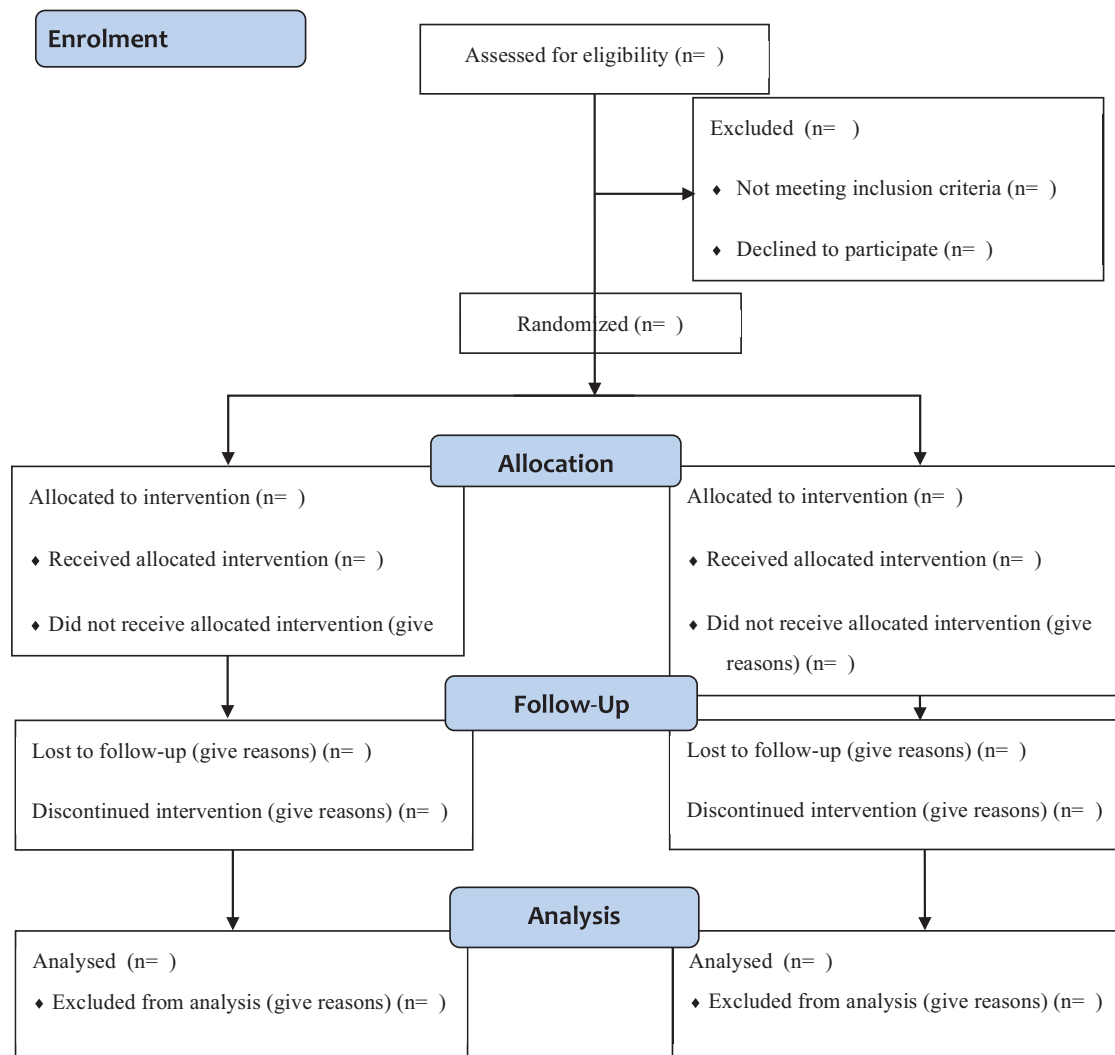 Enrolment
Assessed for eligibility (n= )
Excluded (n= )
♦ Not meeting inclusion criteria (n= )
♦ Declined to participate (n= )
Randomized (n= )
Allocation
Allocated to intervention (n= )
♦ Received allocated intervention (n= )
♦ Did not receive allocated intervention (give
Allocated to intervention (n= )
♦ Received allocated intervention (n= )
♦ Did not receive allocated intervention (give
reasons) (n= )
Follow-Up
Lost to follow-up (give reasons) (n= )
Discontinued intervention (give reasons) (n= )
Lost to follow-up (give reasons) (n= )
Discontinued intervention (give reasons) (n= )
Analysis
Analysed (n= )
♦ Excluded from analysis (give reasons) (n= )
Analysed (n= )
♦ Excluded from analysis (give reasons) (n= )